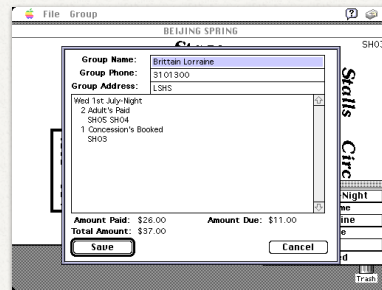 File Group
BEIJING SPRING
SH03
Group Name: Brittain Lorraine
Group Phone: 3101300
Group Address: LSHS
Wed 1st July-Night
2 Adult's Paid
SH05 SH04
1 Concession's Booked
SH03
Amount Paid: $26.00 Amount Due: $11.00
Total Amount: $37.00
Save Cancel
Stalls Circ
Night
me
ine
e
ed
Trash